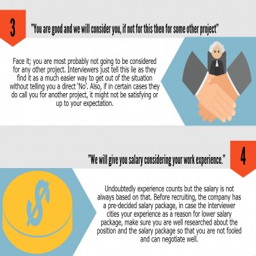 3
"You are good and we will consider you, if not for this then for some other project"
Face it; you are most probably not going to be considered
for any other project. Interviewers just tell this lie as they
find it as a much easier way to get out of the situation
without telling you a direct 'No'. Also, if in certain cases they
do call you for another project, it might not be satisfying or
up to your expectation.
4
"We will give you salary considering your work experience."
Undoubtedly experience counts but the salary is not
always based on that. Before recruiting, the company has
a pre-decided salary package, in case the interviewer
cities your experience as a reason for lower salary
package, make sure you are well researched about the
position and the salary package so that you are not fooled
and can negotiate well.